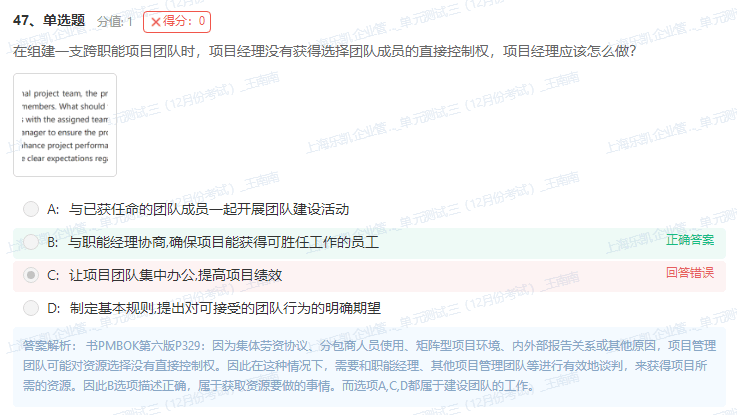 47、单选题 分值: 1 ✕得分：0
在组建一支跨职能项目团队时，项目经理没有获得选择团队成员的直接控制权，项目经理应该怎么做?
nal project team, the pr
members. What should
s with the assigned team
anager to ensure the pro
nhance project performa
e clear expectations rega
A: 与已获任命的团队成员一起开展团队建设活动
B: 与职能经理协商,确保项目能获得可胜任工作的员工 正确答案
C: 让项目团队集中办公,提高项目绩效 回答错误
D: 制定基本规则,提出对可接受的团队行为的明确期望
答案解析： 书PMBOK第六版P329：因为集体劳资协议、分包商人员使用、矩阵型项目环境、内外部报告关系或其他原因，项目管理
团队可能对资源选择没有直接控制权。因此在这种情况下，需要和职能经理、其他项目管理团队等进行有效地谈判，来获得项目所
需的资源。因此B选项描述正确，属于获取资源要做的事情。而选项A,C,D都属于建设团队的工作。
上海乐凯企业管..._单元测试三（12月份考试）_王南南